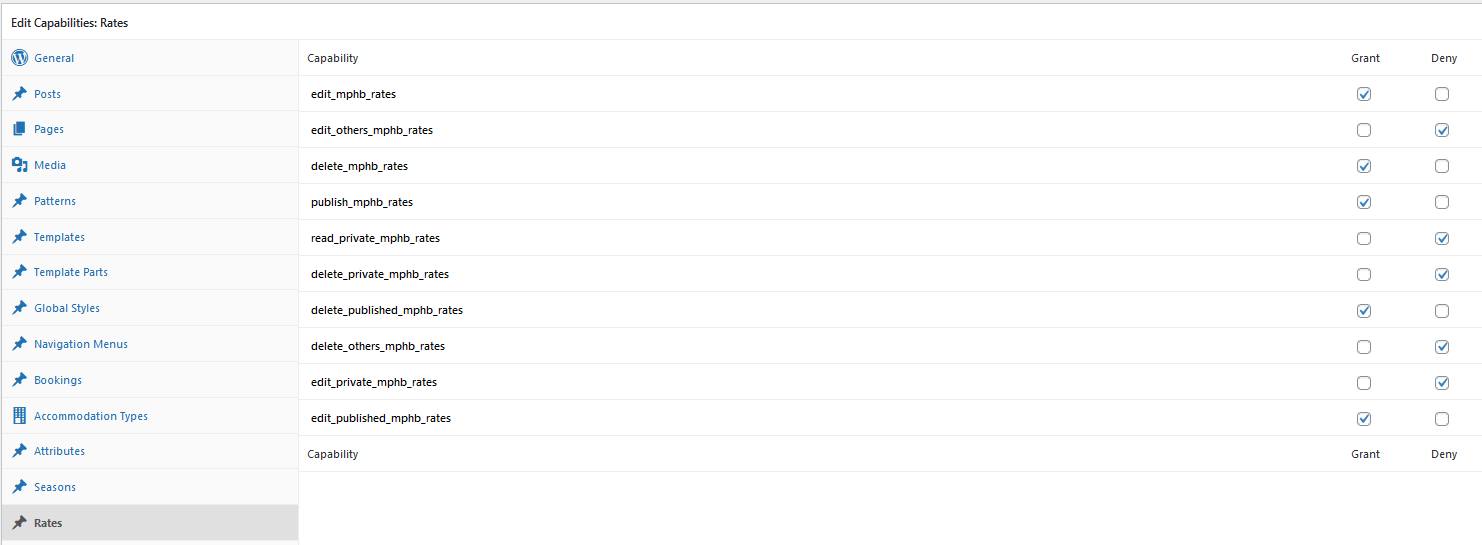 Edit Capabilities: Rates
General
Posts
Pages
Media
Patterns
Templates
Template Parts
Global Styles
Navigation Menus
Bookings
Accommodation Types
Attributes
Seasons
Rates
Capability Grant Deny
edit_mphb_rates
edit_others_mphb_rates
delete_mphb_rates
publish_mphb_rates
read_private_mphb_rates
delete_private_mphb_rates
delete_published_mphb_rates
delete_others_mphb_rates
edit_private_mphb_rates
edit_published_mphb_rates
Capability Grant Deny